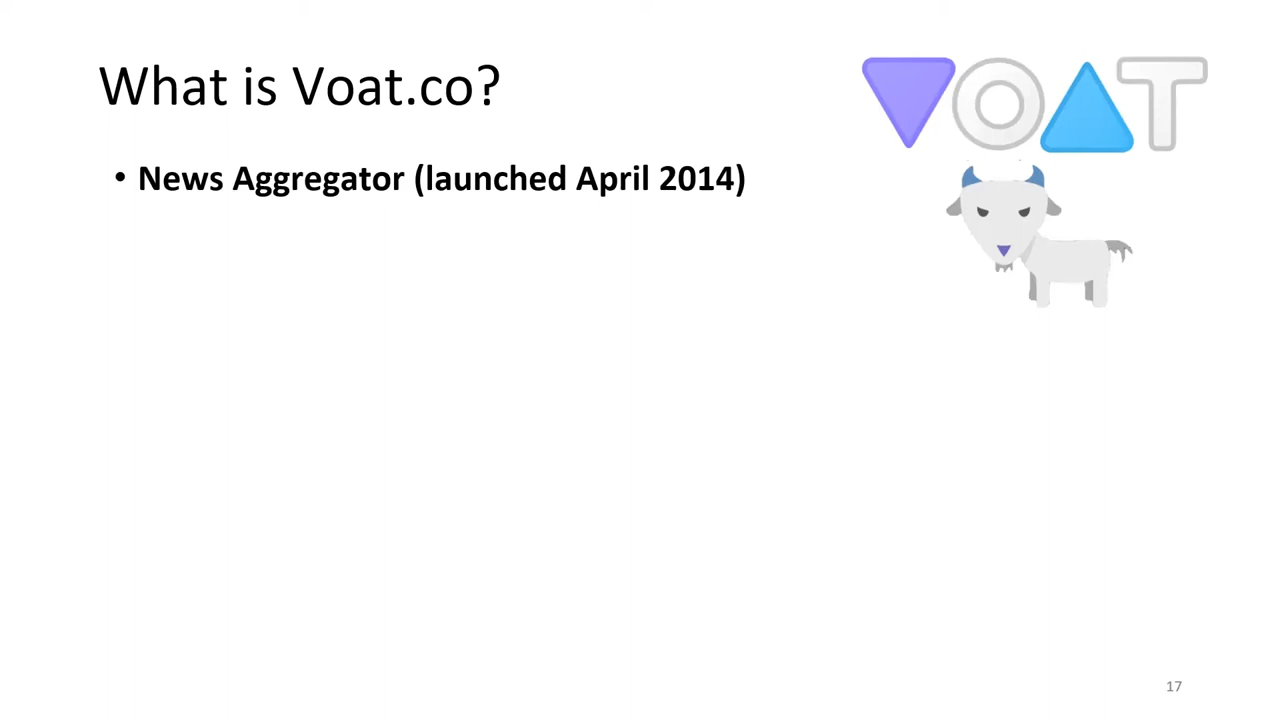 What is Voat.co?
VOAT
• News Aggregator (launched April 2014)
17